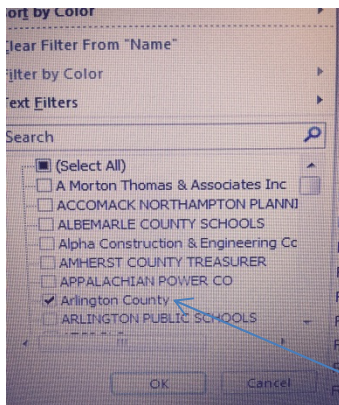 ort by Color
lear Filter From "Name"
ilter by Color
ext Filters
Search
(Select All)
A Morton Thomas & Associates Inc
ACCOMACK NORTHAMPTON PLANNI
ALBEMARLE COUNTY SCHOOLS
Alpha Construction & Engineering Cc
AMHERST COUNTY TREASURER
APPALACHIAN POWER CO
Arlington County
ARLINGTON PUBLIC SCHOOLS
OK Cancel